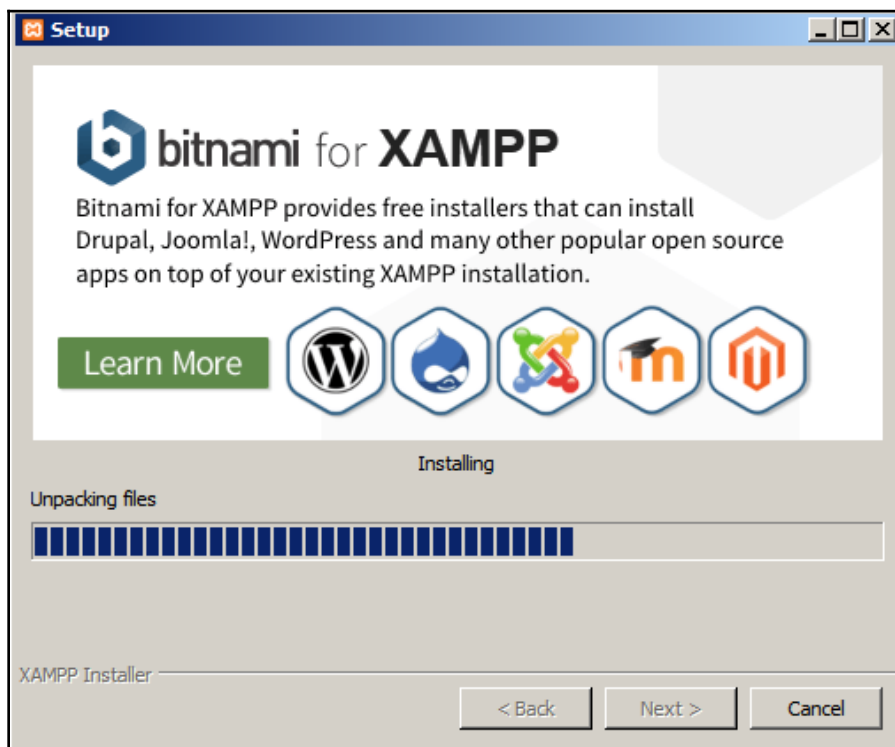 Setup
bitnami for XAMPP
Bitnami for XAMPP provides free installers that can install
Drupal, Joomla!, WordPress and many other popular open source
apps on top of your existing XAMPP installation.
Learn More
Installing
Unpacking files
XAMPP Installer
< Back Next > Cancel